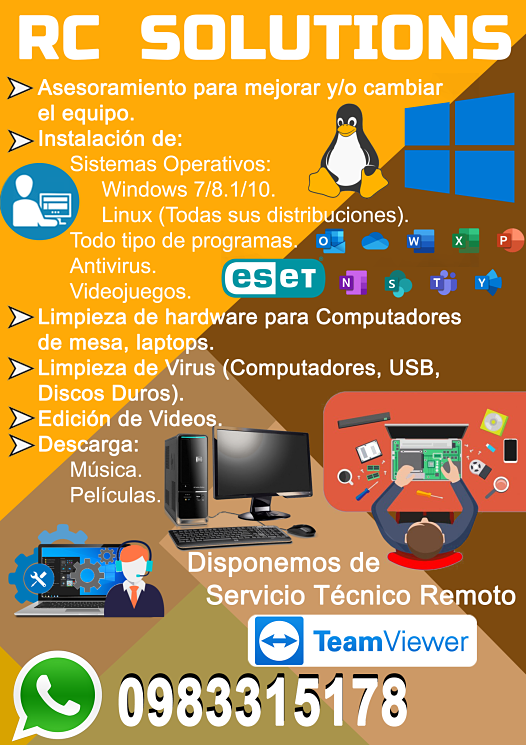 RC SOLUTIONS
Asesoramiento para mejorar y/o cambiar
el equipo.
Instalación de:
Sistemas Operativos:
Windows 7/8.1/10.
Linux (Todas sus distribuciones).
Todo tipo de programas.
O W X P
Antivirus.
eseT
Videojuegos.
N S T Y
Limpieza de hardware para Computadores
de mesa, laptops.
Limpieza de Virus (Computadores, USB,
Discos Duros).
Edición de Videos.
Descarga:
Música.
Películas.
Disponemos de
Servicio Técnico Remoto
TeamViewer
0983315178